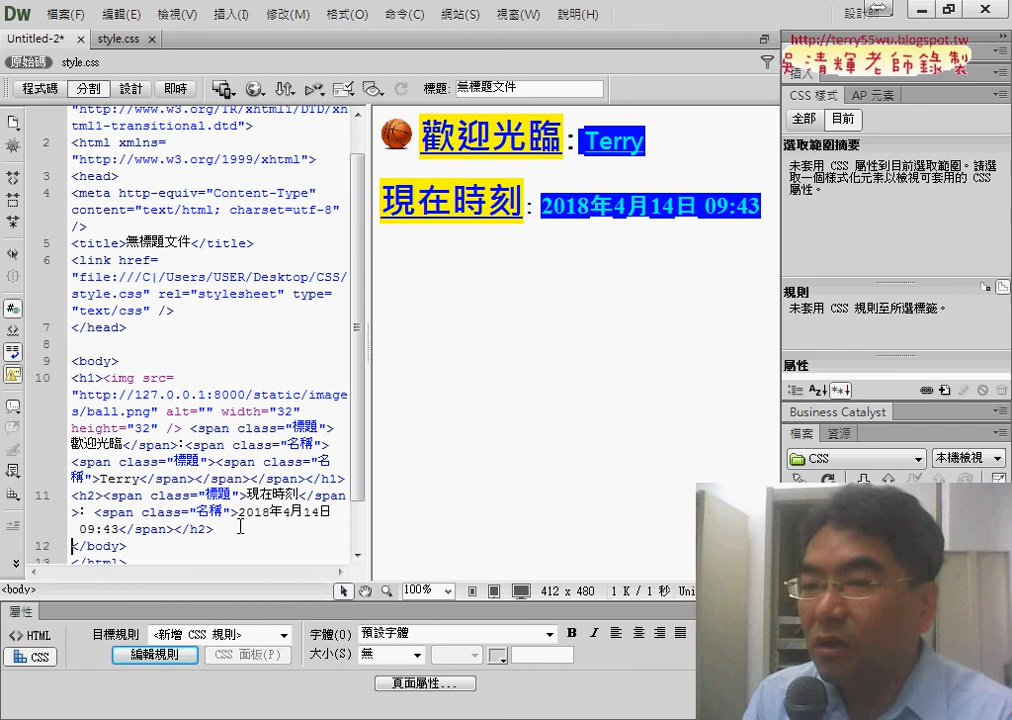 Dw 檔案(F) 編輯(E) 檢視(V) 插入(I) 修改(M) 格式(O) 命令(C) 網站(S) 視窗(W) 說明(H) 設計師
Untitled-2* × style.css ×
http://terry55wu.blogspot.tw
吳清輝老師錄製
原始碼 style.css
插入
程式碼 分割 設計 即時 標題: 無標題文件
CSS 樣式 AP 元素
全部 目前
選取範圍摘要
未套用 CSS 屬性到目前選取範圍。請選
取一個樣式化元素以檢視可套用的 CSS
屬性。
規則
未套用 CSS 規則至所選標籤。
屬性
Business Catalyst
檔案 資源
CSS 本機檢視
"http://www.w3.org/TR/xhtml1/DTD/xh
tml1-transitional.dtd">
2 <html xmlns=
"http://www.w3.org/1999/xhtml">
3 <head>
4 <meta http-equiv="Content-Type"
content="text/html; charset=utf-8"
/>
5 <title>無標題文件</title>
6 <link href=
"file:///C|/Users/USER/Desktop/CSS/
style.css" rel="stylesheet" type=
"text/css" />
7 </head>
8
9 <body>
10 <h1><img src=
"http://127.0.0.1:8000/static/image
s/ball.png" alt="" width="32"
height="32" /> <span class="標題">
歡迎光臨</span>:<span class="名稱">
<span class="標題"><span class="名
稱">Terry</span></span></span></h1>
11 <h2><span class="標題">現在時刻</span
>: <span class="名稱">2018年4月14日
09:43</span></h2>
12 </body>
13 </html>
歡迎光臨:Terry
現在時刻: 2018年4月14日 09:43
<body> 100% 412 x 480 1 K / 1 秒 Uni
屬性
<> HTML 目標規則 <新增 CSS 規則> 字體(O) 預設字體 B I
CSS 編輯規則 CSS 面板(P) 大小(S) 無
頁面屬性...